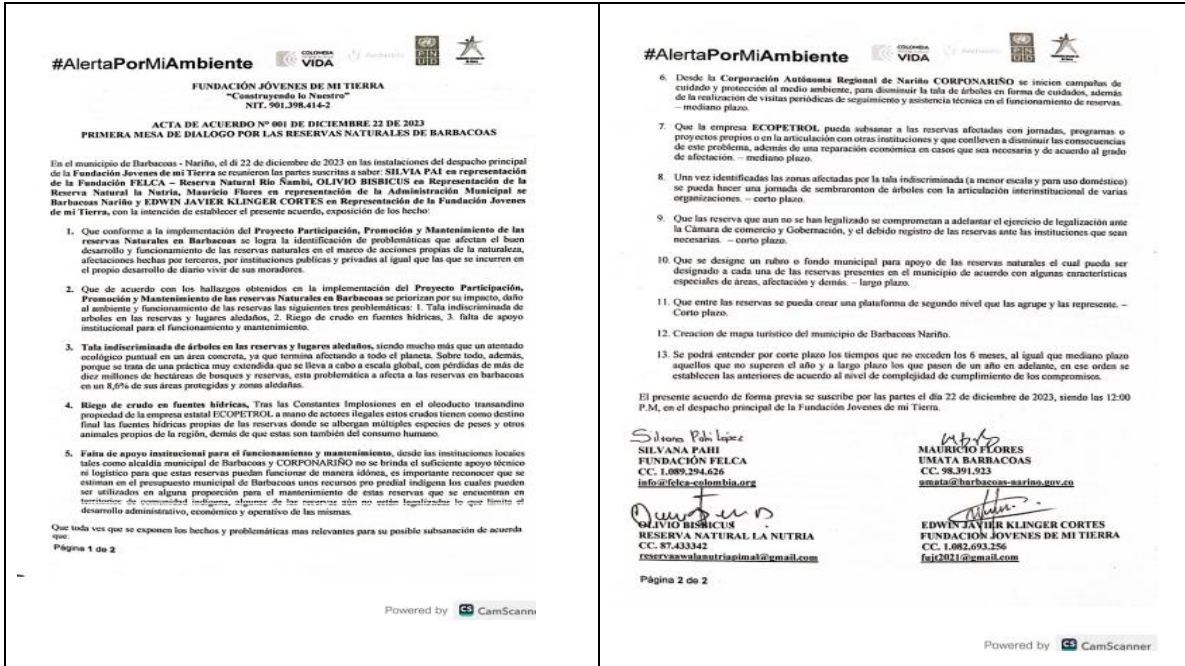 #AlertaPorMiAmbiente
COLOMBIA
VIDA
PNUD
FUNDACIÓN JÓVENES DE MI TIERRA
"Construyendo lo Nuestro"
NIT. 901.398.414-2
ACTA DE ACUERDO Nº 001 DE DICIEMBRE 22 DE 2023
PRIMERA MESA DE DIALOGO POR LAS RESERVAS NATURALES DE BARBACOAS
En el municipio de Barbacoas - Nariño, el di 22 de diciembre de 2023 en las instalaciones del despacho principal
de la Fundación Jovenes de mi Tierra se reunieron las partes suscritas a saber: SILVIA PAI en representación
de la Fundación FELCA – Reserva Natural Rio Ñambi, OLIVIO BISBICUS en Representación de la
Reserva Natural la Nutria, Mauricio Flores en representación de la Administración Municipal se
Barbacoas Nariño y EDWIN JAVIER KLINGER CORTES en Representación de la Fundación Jovenes
de mi Tierra, con la intención de establecer el presente acuerdo, exposición de los hecho:
1. Que conforme a la implementación del Proyecto Participación, Promoción y Mantenimiento de las
reservas Naturales en Barbacoas se logra la identificación de problemáticas que afectan el buen
desarrollo y funcionamiento de las reservas naturales en el marco de acciones propias de la naturaleza,
afectaciones hechas por terceros, por instituciones publicas y privadas al igual que las que se incurren en
el propio desarrollo de diario vivir de sus moradores.
2. Que de acuerdo con los hallazgos obtenidos en la implementación del Proyecto Participación,
Promoción y Mantenimiento de las reservas Naturales en Barbacoas se priorizan por su impacto, daño
al ambiente y funcionamiento de las reservas las siguientes tres problemáticas: 1. Tala indiscriminada de
arboles en las reservas y lugares aledaños, 2. Riego de crudo en fuentes hídricas, 3. falta de apoyo
institucional para el funcionamiento y mantenimiento.
3. Tala indiscriminada de árboles en las reservas y lugares aledaños, siendo mucho más que un atentado
ecológico puntual en un área concreta, ya que termina afectando a todo el planeta. Sobre todo, además,
porque se trata de una práctica muy extendida que se lleva a cabo a escala global, con pérdidas de más de
diez millones de hectáreas de bosques y reservas, esta problemática a afecta a las reservas en barbacoas
en un 8,6% de sus áreas protegidas y zonas aledañas.
4. Riego de crudo en fuentes hídricas, Tras las Constantes Implosiones en el oleoducto transandino
propiedad de la empresa estatal ECOPETROL a mano de actores ilegales estos crudos tienen como destino
final las fuentes hídricas propias de las reservas donde se albergan múltiples especies de peces y otros
animales propios de la región, demás de que estas son también del consumo humano.
5. Falta de apoyo institucional para el funcionamiento y mantenimiento, desde las instituciones locales
tales como alcaldía municipal de Barbacoas y CORPONARIÑO no se brinda el suficiente apoyo técnico
ni logístico para que estas reservas puedan funcionar de manera idónea, es importante reconocer que se
estiman en el presupuesto municipal de Barbacoas unos recursos pro predial indígena los cuales pueden
ser utilizados en alguna proporción para el mantenimiento de estas reservas que se encuentran en
territorios de comunidad indígena, algunas de las reservas aún no están legalizadas lo que limita el
desarrollo administrativo, económico y operativo de las mismas.
Que toda ves que se exponen los hechos y problemáticas mas relevantes para su posible subsanación de acuerda
que:
Página 1 de 2
Powered by CS CamScanne
#AlertaPorMiAmbiente
COLOMBIA
VIDA
PNUD
6. Desde la Corporación Autónoma Regional de Nariño CORPONARIÑO se inicien campañas de
cuidado y protección al medio ambiente, para disminuir la tala de árboles en forma de cuidados, además
de la realización de visitas periódicas de seguimiento y asistencia técnica en el funcionamiento de reservas.
– mediano plazo.
7. Que la empresa ECOPETROL pueda subsanar a las reservas afectadas con jornadas, programas o
proyectos propios o en la articulación con otras instituciones y que conlleven a disminuir las consecuencias
de este problema, además de una reparación económica en casos que sea necesaria y de acuerdo al grado
de afectación. – mediano plazo.
8. Una vez identificadas las zonas afectadas por la tala indiscriminada (a menor escala y para uso doméstico)
se pueda hacer una jornada de sembraronton de árboles con la articulación interinstitucional de varias
organizaciones. – corto plazo.
9. Que las reserva que aun no se han legalizado se comprometan a adelantar el ejercicio de legalización ante
la Cámara de comercio y Gobernación, y el debido registro de las reservas ante las instituciones que sean
necesarias. – corto plazo.
10. Que se designe un rubro o fondo municipal para apoyo de las reservas naturales el cual pueda ser
designado a cada una de las reservas presentes en el municipio de acuerdo con algunas características
especiales de áreas, afectación y demás. – largo plazo.
11. Que entre las reservas se pueda crear una plataforma de segundo nivel que las agrupe y las represente. –
Corto plazo.
12. Creacion de mapa turístico del municipio de Barbacoas Nariño.
13. Se podrá entender por corte plazo los tiempos que no exceden los 6 meses, al igual que mediano plazo
aquellos que no superen el año y a largo plazo los que pasen de un año en adelante, en ese orden se
establecen las anteriores de acuerdo al nivel de complejidad de cumplimiento de los compromisos.
El presente acuerdo de forma previa se suscribe por las partes el día 22 de diciembre de 2023, siendo las 12:00
P.M, en el despacho principal de la Fundación Jovenes de mi Tierra.
SILVANA PAHI
FUNDACIÓN FELCA
CC. 1.089.294.626
info@felca-colombia.org
MAURICIO FLORES
UMATA BARBACOAS
CC. 98.391.923
umata@barbacoas-narino.gov.co
OLIVIO BISBICUS
RESERVA NATURAL LA NUTRIA
CC. 87.433342
reservaawalanutriapimal@gmail.com
EDWIN JAVIER KLINGER CORTES
FUNDACION JOVENES DE MI TIERRA
CC. 1.082.693.256
fujt2021@gmail.com
Página 2 de 2
Powered by CS CamScanner